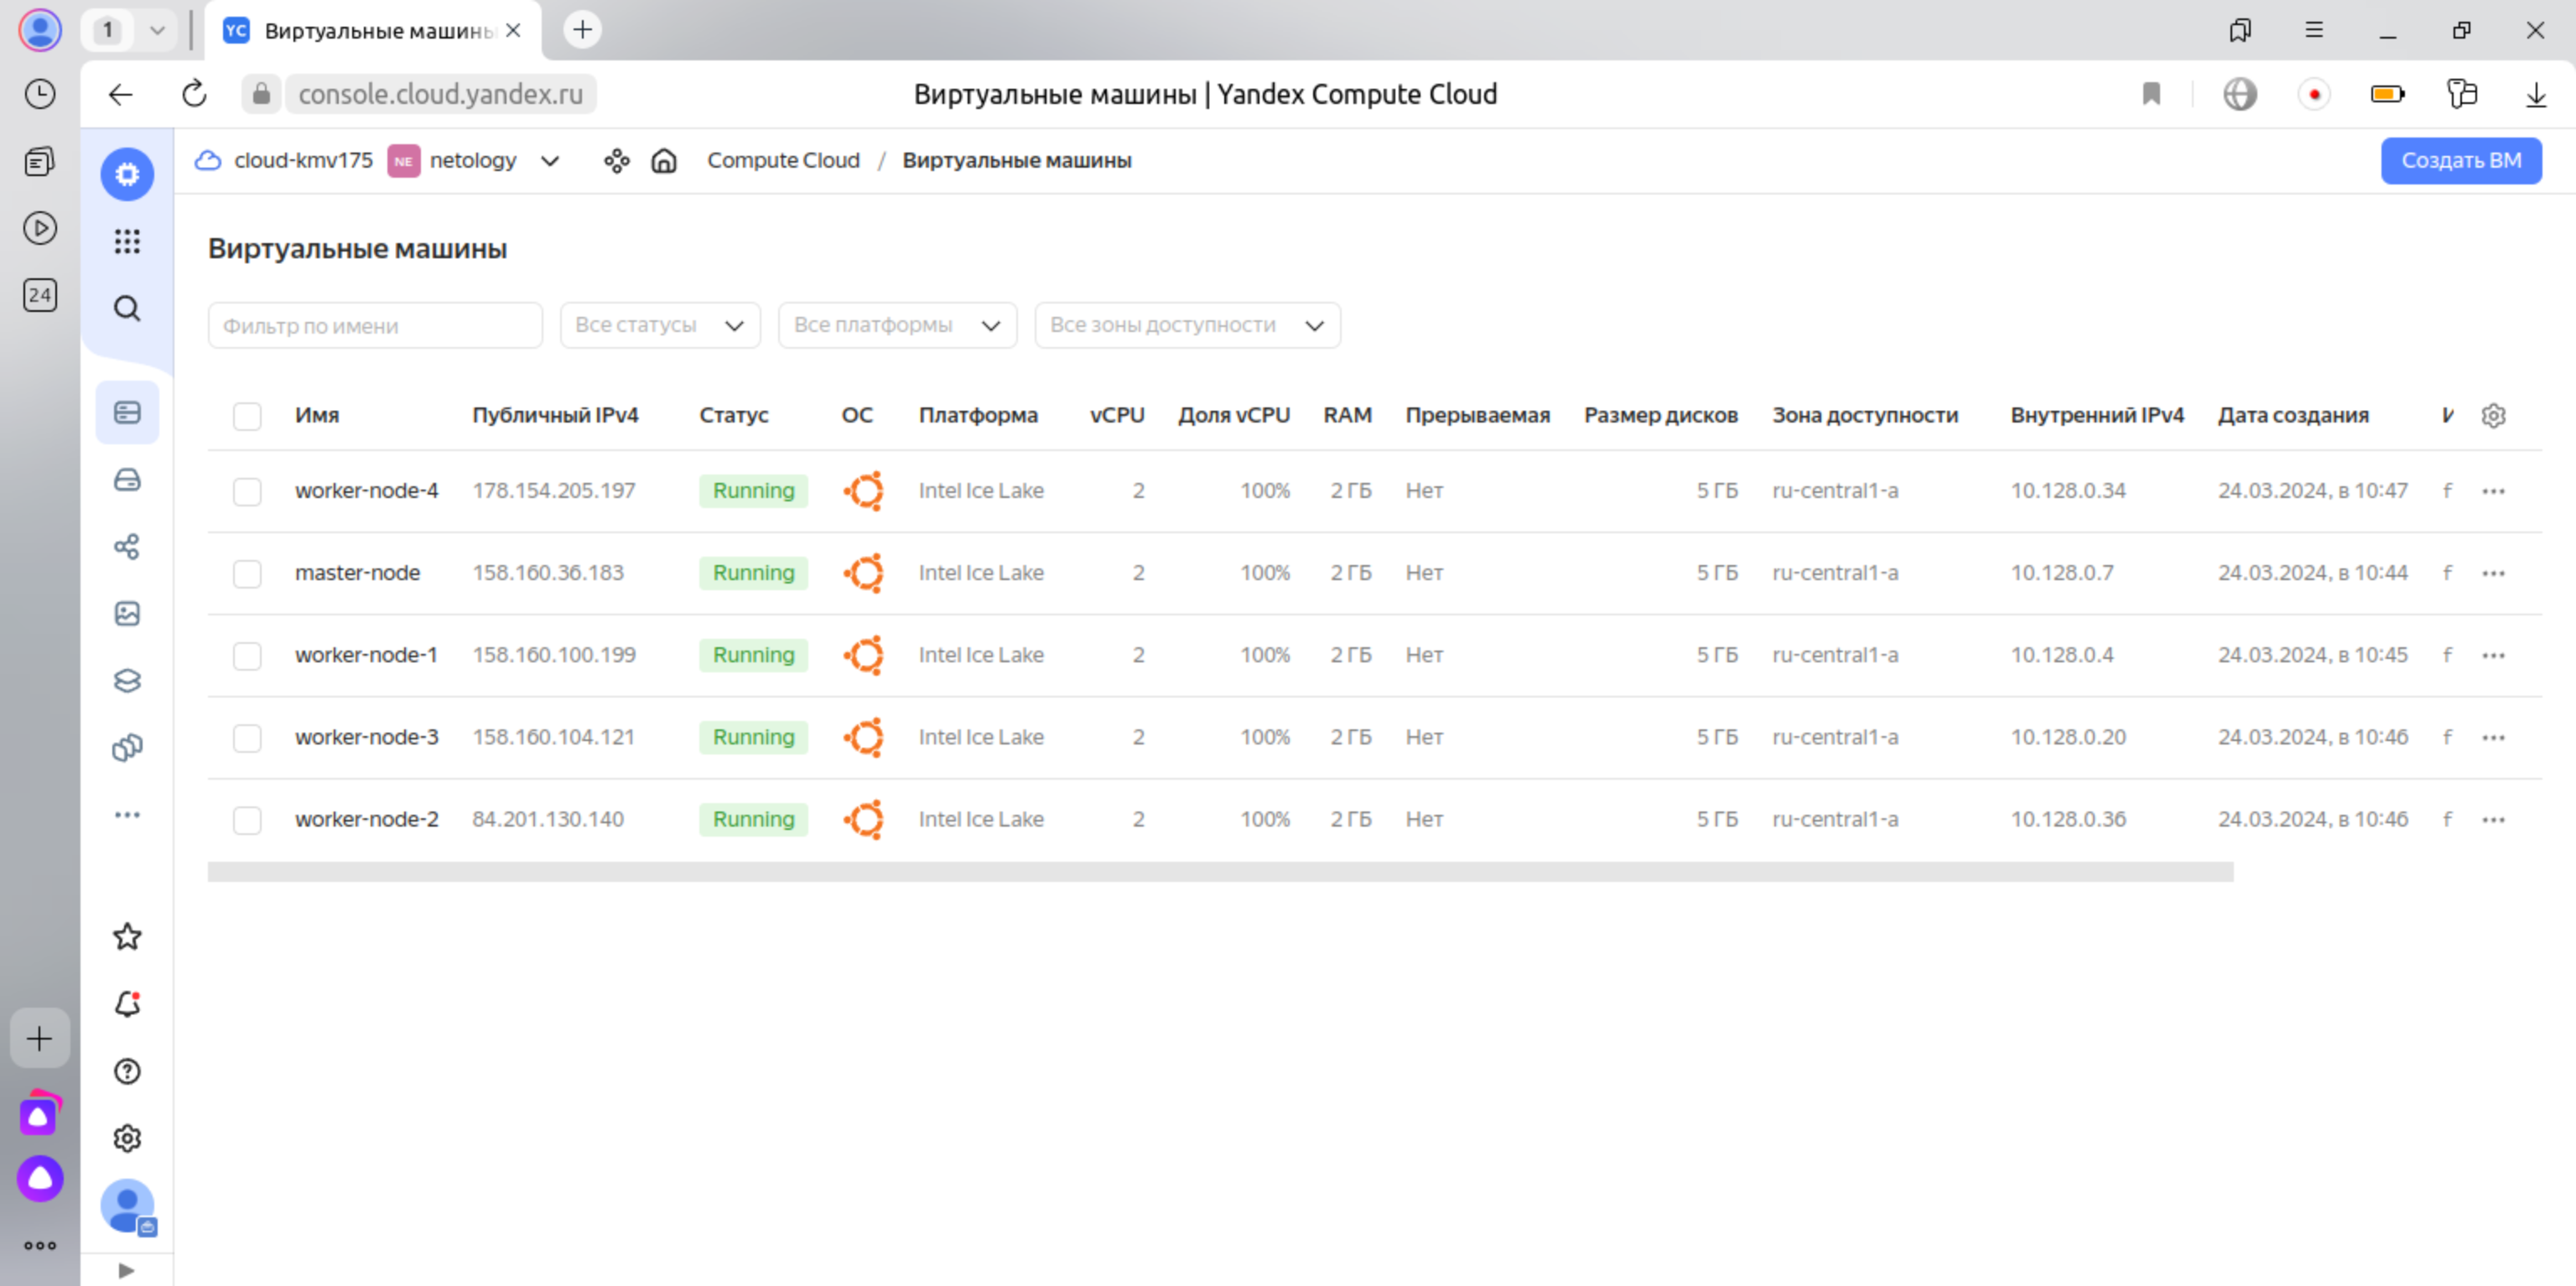 1 YC Виртуальные машины
console.cloud.yandex.ru Виртуальные машины | Yandex Compute Cloud
24
cloud-kmv175 NE netology Compute Cloud / Виртуальные машины Создать ВМ
Виртуальные машины
Фильтр по имени Все статусы Все платформы Все зоны доступности
Имя Публичный IPv4 Статус ОС Платформа vCPU Доля vCPU RAM Прерываемая Размер дисков Зона доступности Внутренний IPv4 Дата создания
worker-node-4 178.154.205.197 Running Intel Ice Lake 2 100% 2 ГБ Нет 5 ГБ ru-central1-a 10.128.0.34 24.03.2024, в 10:47 f
master-node 158.160.36.183 Running Intel Ice Lake 2 100% 2 ГБ Нет 5 ГБ ru-central1-a 10.128.0.7 24.03.2024, в 10:44 f
worker-node-1 158.160.100.199 Running Intel Ice Lake 2 100% 2 ГБ Нет 5 ГБ ru-central1-a 10.128.0.4 24.03.2024, в 10:45 f
worker-node-3 158.160.104.121 Running Intel Ice Lake 2 100% 2 ГБ Нет 5 ГБ ru-central1-a 10.128.0.20 24.03.2024, в 10:46 f
worker-node-2 84.201.130.140 Running Intel Ice Lake 2 100% 2 ГБ Нет 5 ГБ ru-central1-a 10.128.0.36 24.03.2024, в 10:46 f